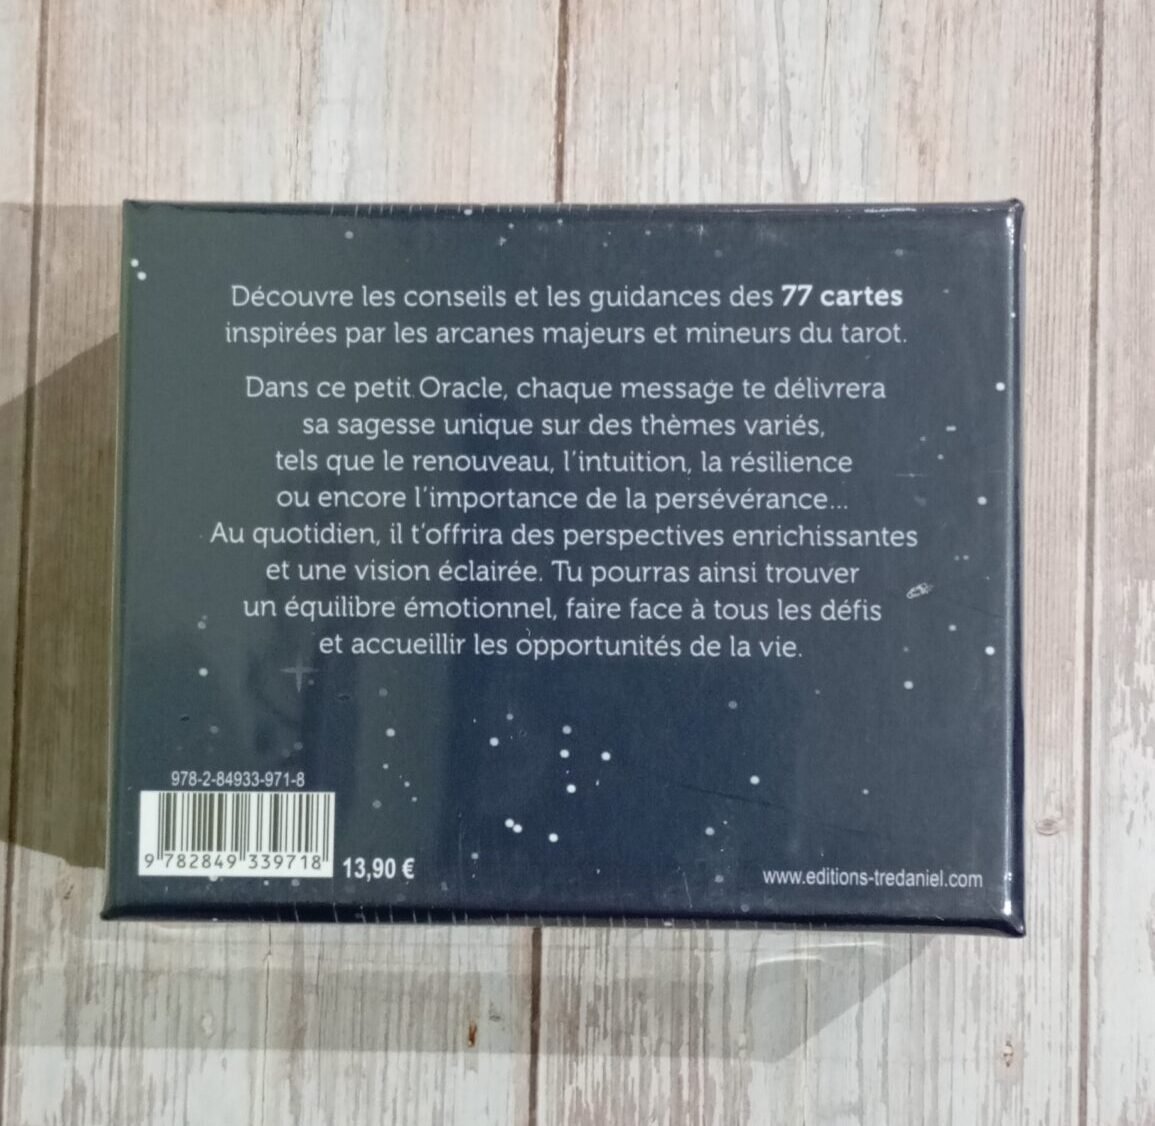 Découvre les conseils et les guidances des 77 cartes
inspirées par les arcanes majeurs et mineurs du tarot.
Dans ce petit Oracle, chaque message te délivrera
sa sagesse unique sur des thèmes variés,
tels que le renouveau, l'intuition, la résilience
ou encore l'importance de la persévérance...
Au quotidien, il t'offrira des perspectives enrichissantes
et une vision éclairée. Tu pourras ainsi trouver
un équilibre émotionnel, faire face à tous les défis
et accueillir les opportunités de la vie.
978-2-84933-971-8
9 782849 339718
13,90 €
www.editions-tredaniel.com